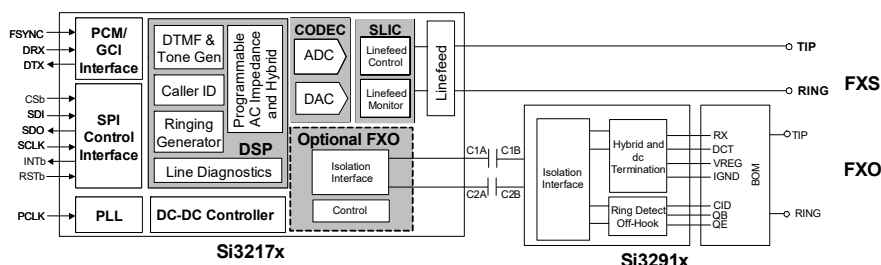 FSYNC
DRX
DTX
PCM/
GCI
Interface
CSb
SDI
SDO
SCLK
INTb
RSTb
SPI
Control
Interface
PCLK
PLL
DTMF &
Tone Gen
Caller ID
Ringing
Generator
Programmable
AC Impedance
and Hybrid
DSP
Line Diagnostics
DC-DC Controller
CODEC
ADC
DAC
SLIC
Linefeed
Control
Linefeed
Monitor
Linefeed
Optional FXO
Isolation
Interface
Control
Si3217x
TIP
RING
FXS
C1A
C1B
C2A
C2B
Isolation
Interface
Hybrid and
dc
Termination
Ring Detect
Off-Hook
RX
DCT
VREG
IGND
CID
QB
QE
BOM
TIP
FXO
RING
Si3291x